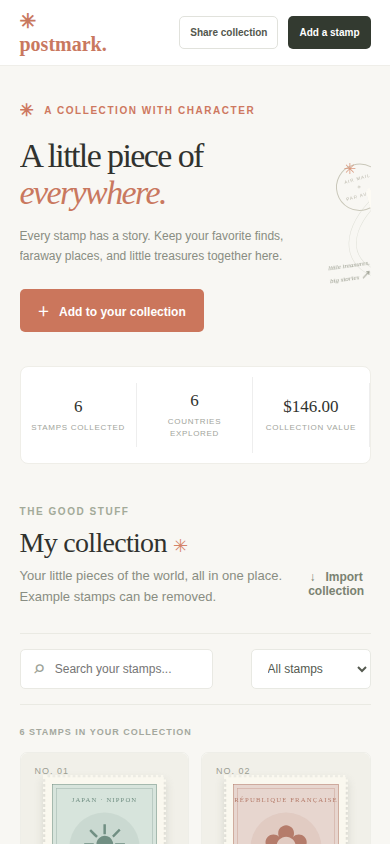 postmark.
Share collection
Add a stamp
A COLLECTION WITH CHARACTER
A little piece of
everywhere.
Every stamp has a story. Keep your favorite finds,
faraway places, and little treasures together here.
AIR MAIL
little treasures,
big stories ↗
+ Add to your collection
6
STAMPS COLLECTED
6
COUNTRIES
EXPLORED
$146.00
COLLECTION VALUE
THE GOOD STUFF
My collection
Your little pieces of the world, all in one place.
Example stamps can be removed.
↓ Import
collection
Search your stamps...
All stamps
6 STAMPS IN YOUR COLLECTION
NO. 01
JAPAN · NIPPON
NO. 02
RÉPUBLIQUE FRANÇAISE